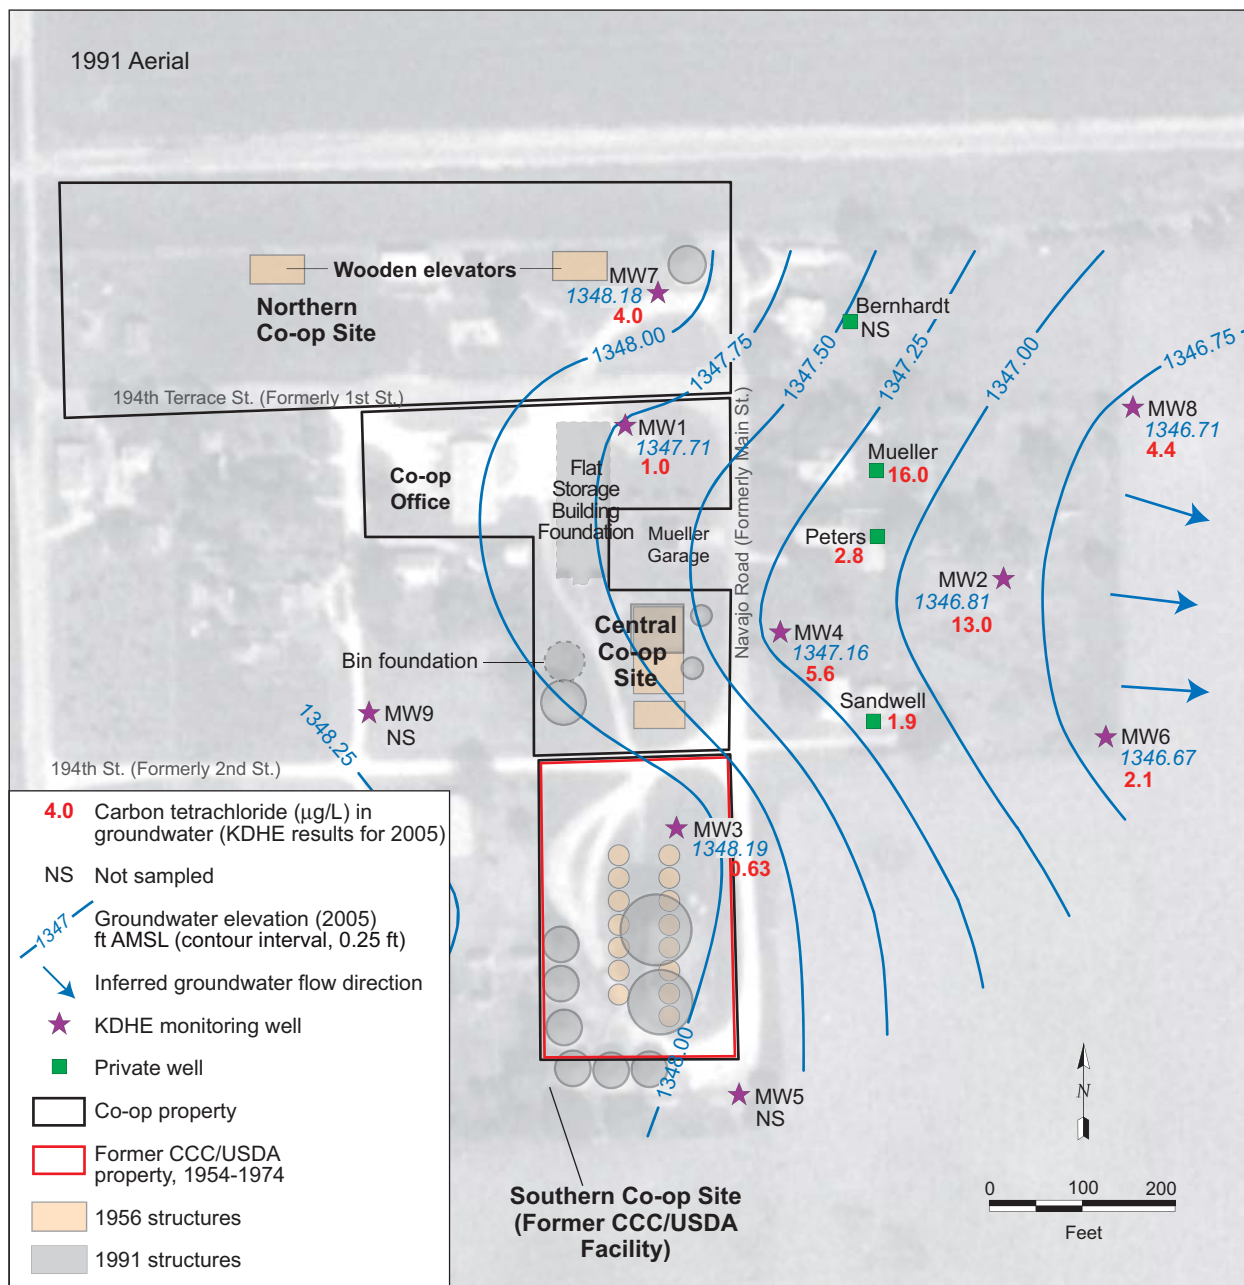 1991 Aerial
Wooden elevators
MW7
1348.18
4.0
Northern
Co-op Site
1348.00
1347.75
1347.50
1347.25
1347.00
1346.75
Bernhardt
NS
194th Terrace St. (Formerly 1st St.)
MW8
1346.71
4.4
MW1
1347.71
1.0
Co-op
Office
Flat
Storage
Building
Foundation
Mueller
Garage
Navajo Road (Formerly Main St.)
Mueller
16.0
Peters
2.8
MW2
1346.81
13.0
Central
Co-op
Site
MW4
1347.16
5.6
Bin foundation
Sandwell
1.9
MW9
NS
MW6
1346.67
2.1
1348.25
194th St. (Formerly 2nd St.)
MW3
1348.19
0.63
1348.00
MW5
NS
Southern Co-op Site
(Former CCC/USDA
Facility)
4.0 Carbon tetrachloride (µg/L) in
groundwater (KDHE results for 2005)
NS Not sampled
1347 Groundwater elevation (2005)
ft AMSL (contour interval, 0.25 ft)
Inferred groundwater flow direction
KDHE monitoring well
Private well
Co-op property
Former CCC/USDA
property, 1954-1974
1956 structures
1991 structures
N
0 100 200
Feet